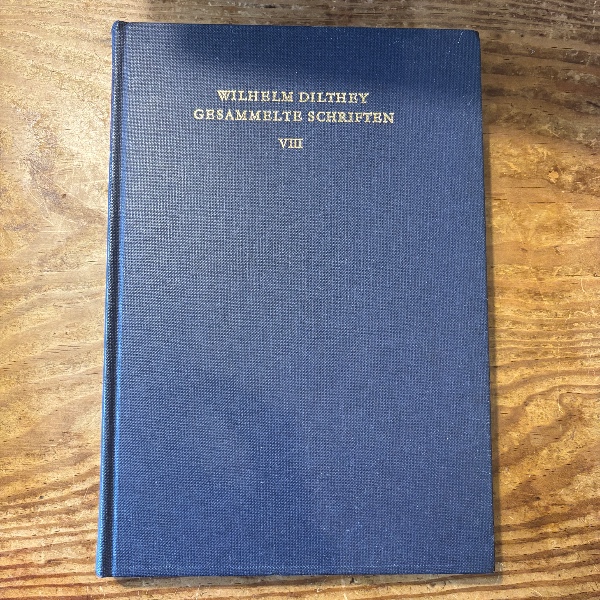 WILHELM DILTHEY
GESAMMELTE SCHRIFTEN
VIII